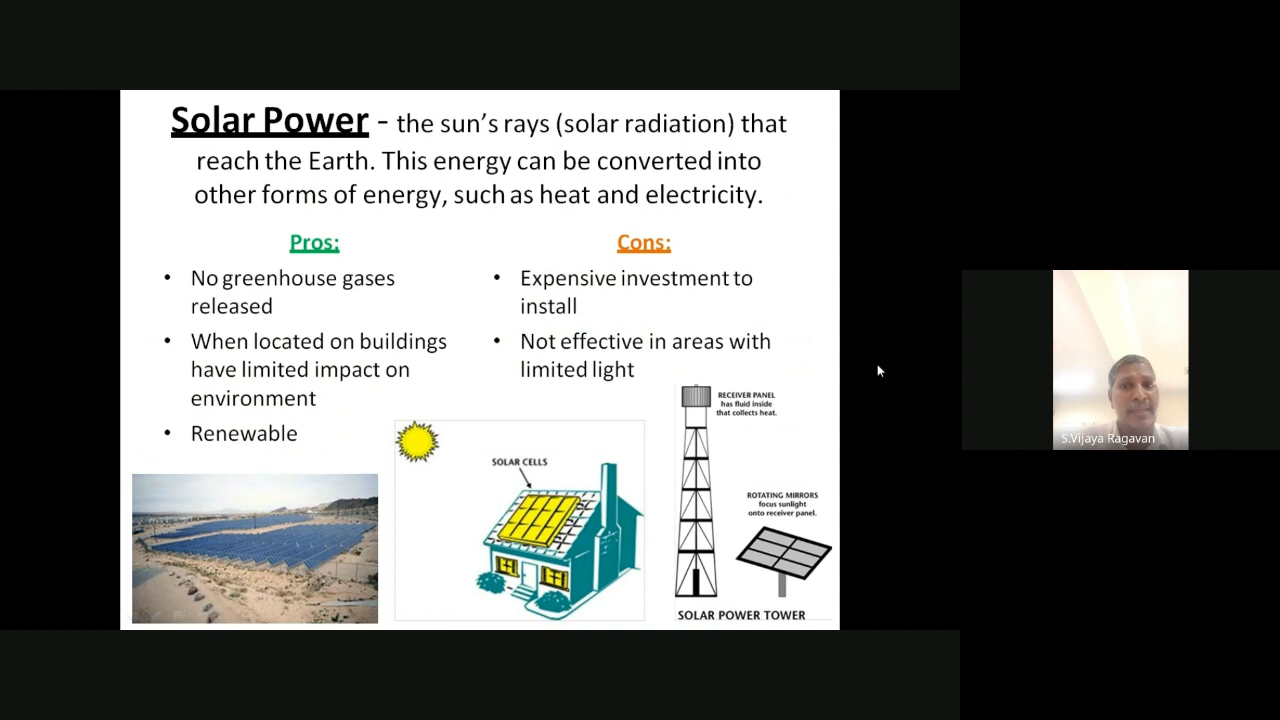 Solar Power - the sun's rays (solar radiation) that
reach the Earth. This energy can be converted into
other forms of energy, such as heat and electricity.
Pros:
• No greenhouse gases
released
• When located on buildings
have limited impact on
environment
• Renewable
Cons:
• Expensive investment to
install
• Not effective in areas with
limited light
SOLAR CELLS
RECEIVER PANEL
has fluid inside
that collects heat.
ROTATING MIRRORS
focus sunlight
onto receiver panel.
SOLAR POWER TOWER
S.Vijaya Ragavan